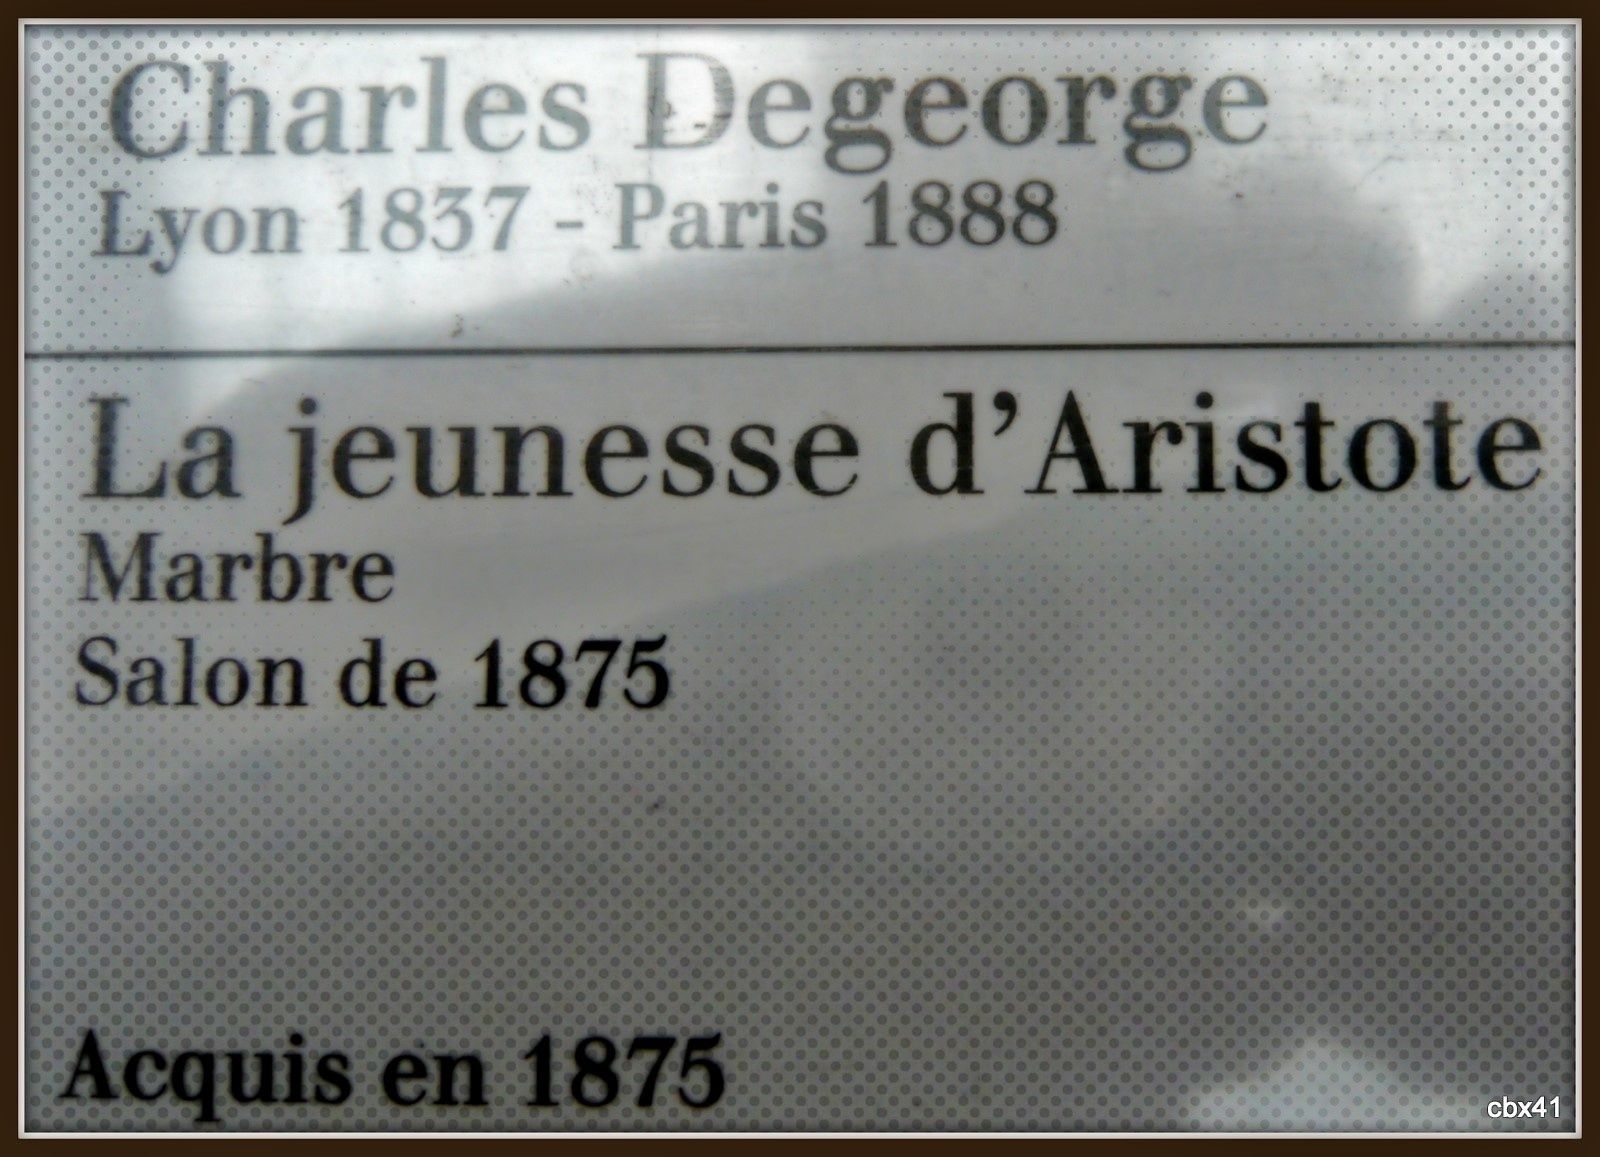 Charles Degeorge
Lyon 1837 - Paris 1888
La jeunesse d'Aristote
Marbre
Salon de 1875
Acquis en 1875
cbx41